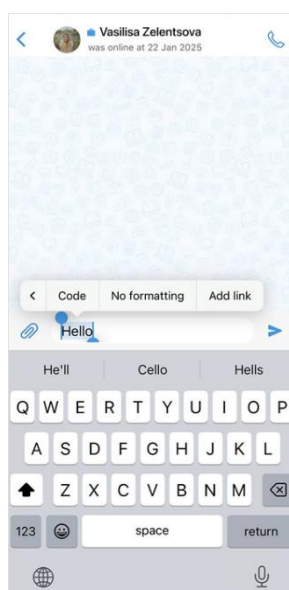 Vasilisa Zelentsova
was online at 22 Jan 2025
< Code No formatting Add link
Hello
He'll Cello Hells
Q W E R T Y U I O P
A S D F G H J K L
Z X C V B N M
123 space return